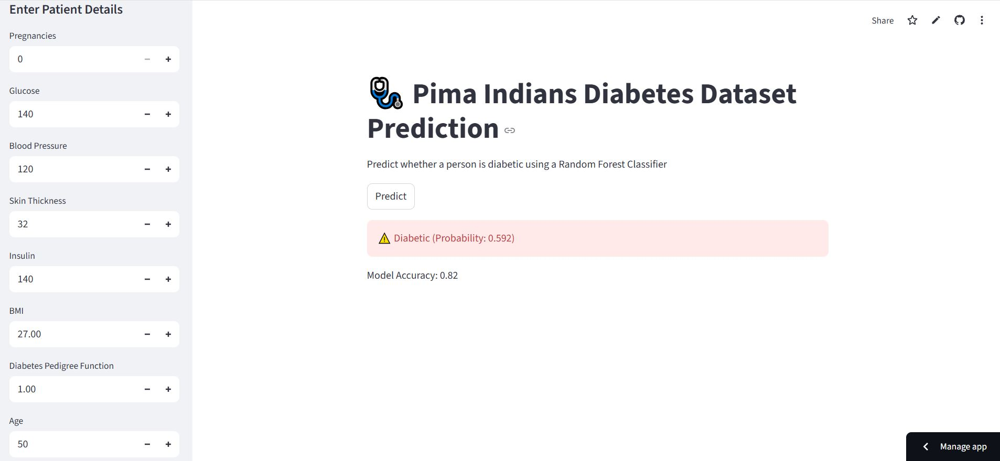 Enter Patient Details
Pregnancies
0
Glucose
140
Blood Pressure
120
Skin Thickness
32
Insulin
140
BMI
27.00
Diabetes Pedigree Function
1.00
Age
50
Share
Pima Indians Diabetes Dataset
Prediction
Predict whether a person is diabetic using a Random Forest Classifier
Predict
Diabetic (Probability: 0.592)
Model Accuracy: 0.82
Manage app